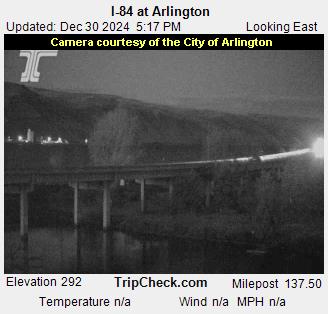 I-84 at Arlington
Updated: Dec 30 2024 5:17 PM Looking East
Camera courtesy of the City of Arlington
Elevation 292 TripCheck.com Milepost 137.50
Temperature n/a Wind n/a MPH n/a